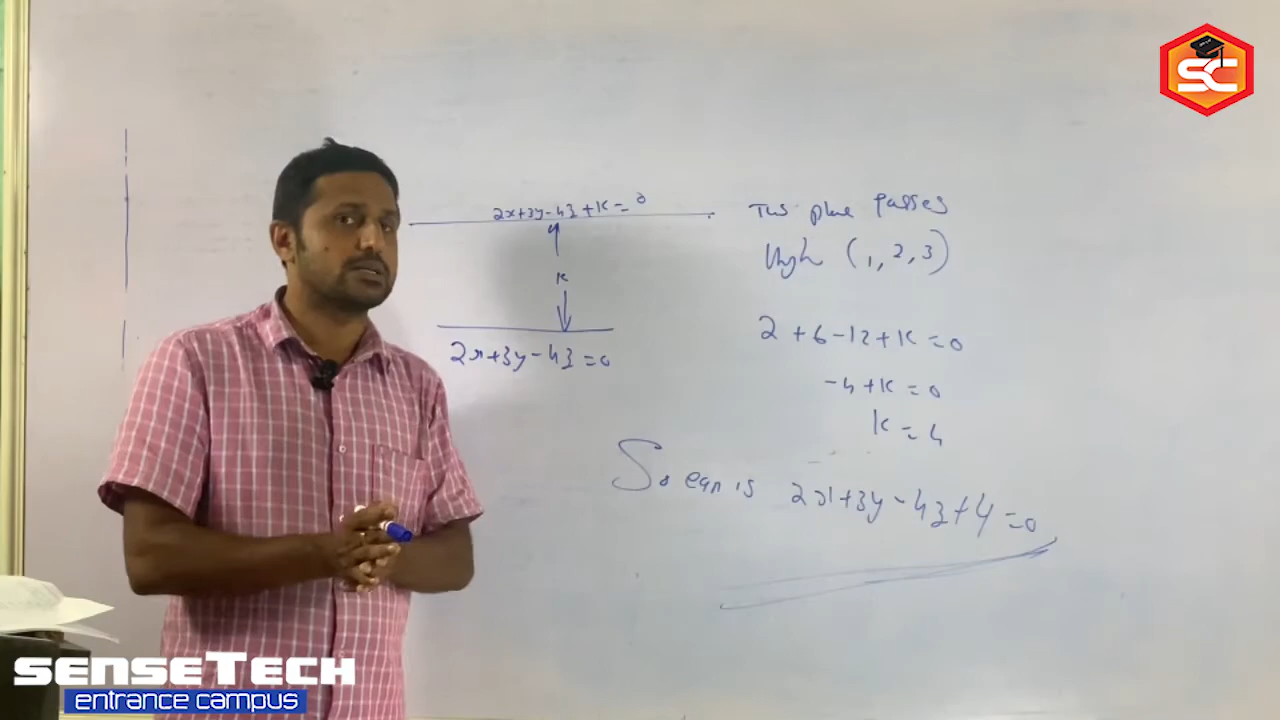 SC
2x+3y-4z+k=0
k
2x+3y-4z=0
This plane Passes
through (1, 2, 3)
2+6-12+k=0
-4+k=0
k=4
So eqn is 2x+3y-4z+4=0
senseTech
entrance campus